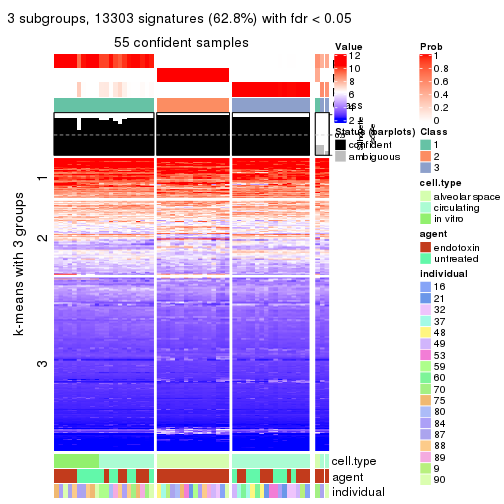 3 subgroups, 13303 signatures (62.8%) with fdr < 0.05
55 confident samples
k-means with 3 groups
1
2
3
cell.type
agent
individual
Value
12
10
8
6
4
2
Status (barplots)
confident
ambiguous
Prob
1
0.8
0.6
0.4
0.2
0
Class
1
2
3
cell.type
alveolar space
circulating
in vitro
agent
endotoxin
untreated
individual
16
21
32
37
48
49
53
59
60
70
75
80
84
87
88
89
9
90